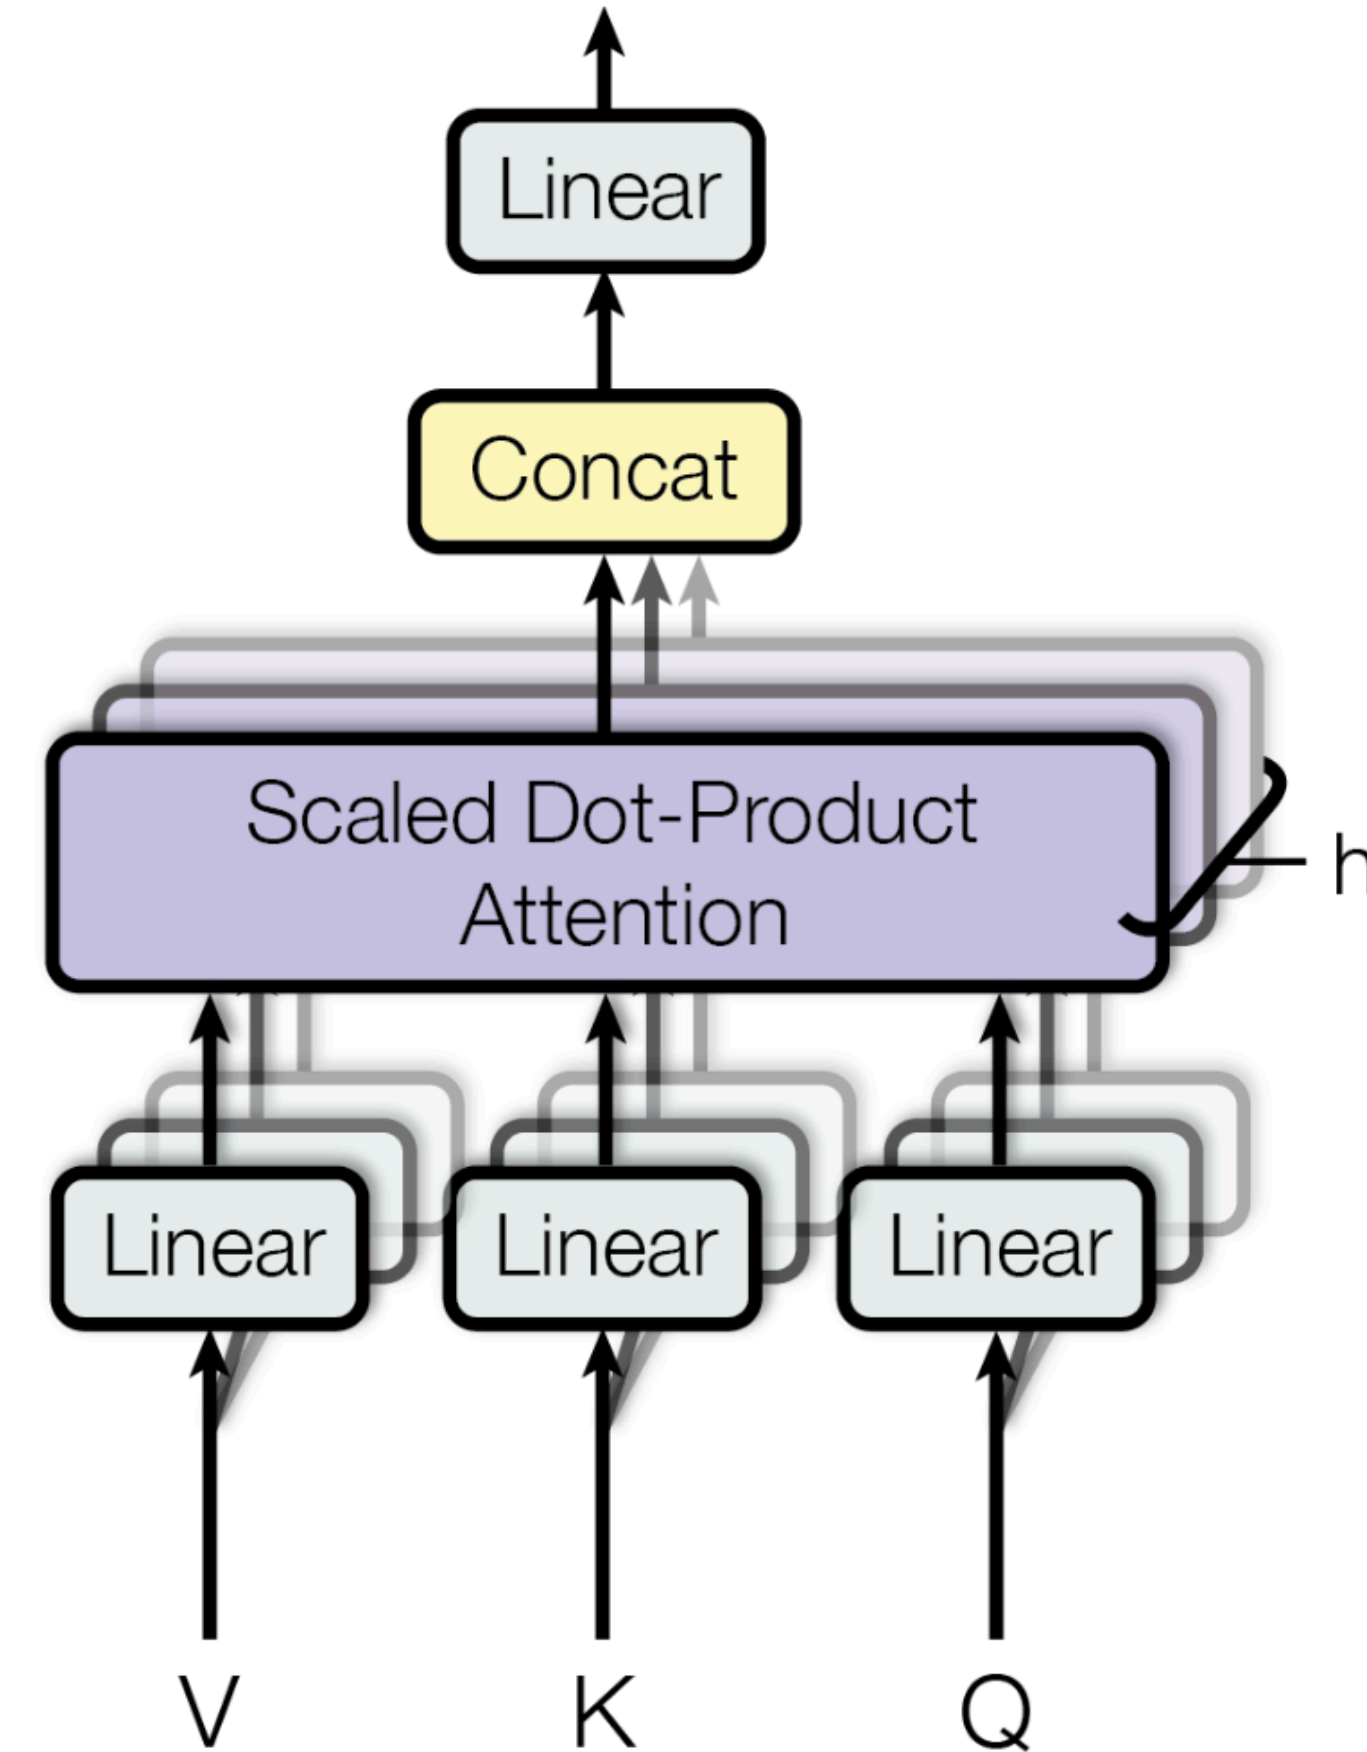 Linear
Concat
Scaled Dot-Product
Attention
h
Linear
Linear
Linear
V
K
Q